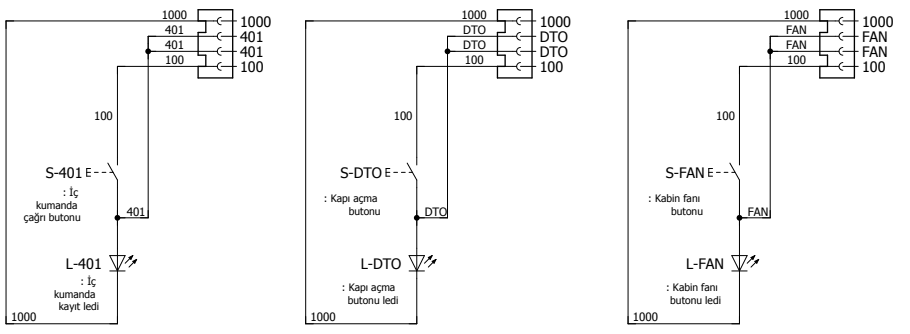 1000
1000
401
401
401
401
100
100
100
S-401
: İç
kumanda
çağrı butonu
401
L-401
: İç
kumanda
kayıt ledi
1000
1000
1000
DTO
DTO
DTO
DTO
100
100
100
S-DTO
: Kapı açma
butonu
DTO
L-DTO
: Kapı açma
butonu ledi
1000
1000
1000
FAN
FAN
FAN
FAN
100
100
100
S-FAN
: Kabin fanı
butonu
FAN
L-FAN
: Kabin fanı
butonu ledi
1000